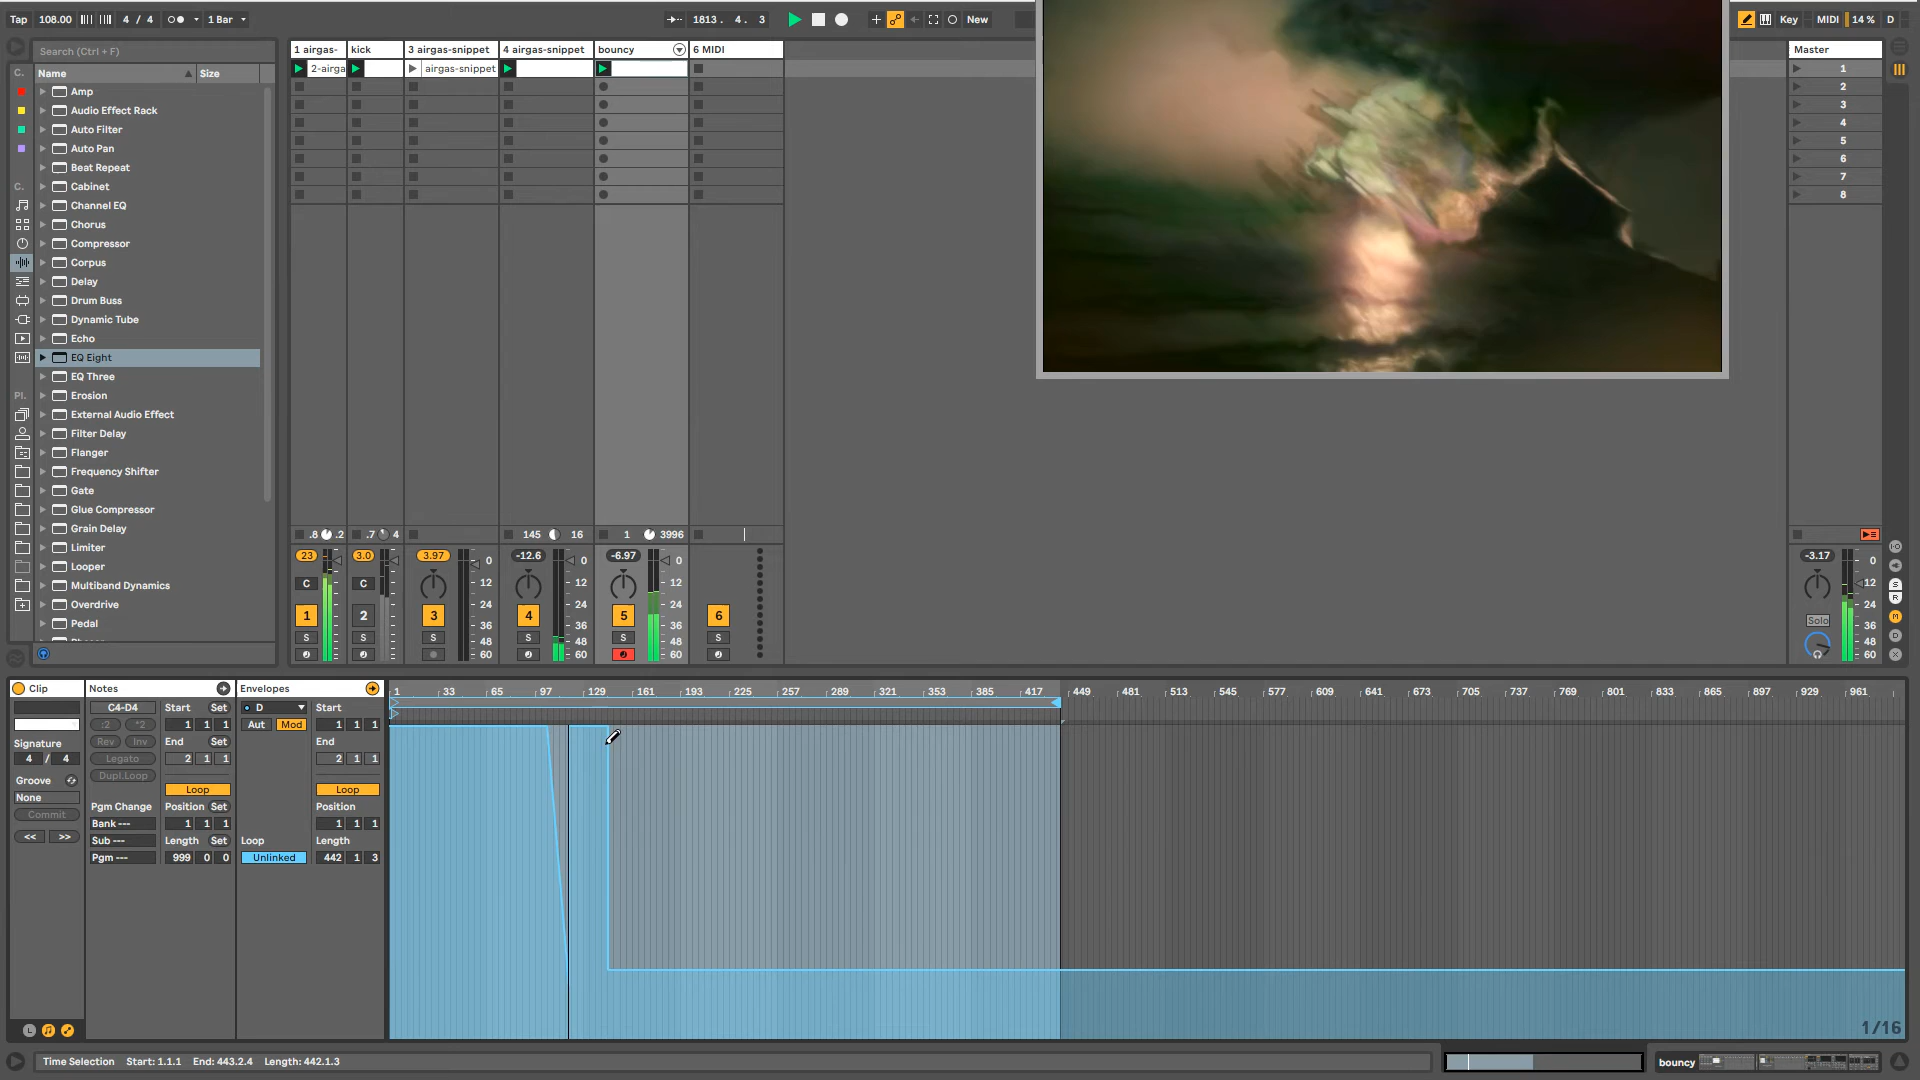 Tap 108.00 4 / 4 1 Bar 1813 . 4 . 3 New Key MIDI 14 % D
Search (Ctrl + F)
C. Name Size
Amp
Audio Effect Rack
Auto Filter
Auto Pan
Beat Repeat
C. Cabinet
Channel EQ
Chorus
Compressor
Corpus
Delay
Drum Buss
Dynamic Tube
Echo
EQ Eight
EQ Three
Pl. Erosion
External Audio Effect
Filter Delay
Flanger
Frequency Shifter
Gate
Glue Compressor
Grain Delay
Limiter
Looper
Multiband Dynamics
Overdrive
Pedal
1 airgas- kick 3 airgas-snippet 4 airgas-snippet bouncy 6 MIDI Master
2-airga airgas-snippet 1
2
3
4
5
6
7
8
.8 .2 .7 4 145 16 1 3996
23 3.0 3.97 -12.6 -6.97 -3.17
0 0 0 0
C C 12 12 12 12
24 24 24 24
1 2 3 4 5 6
36 36 36 36
S S S S S S Solo
48 48 48 48
60 60 60 60
S
R
M
D
X
Clip Notes Envelopes
C4-D4 Start Set D Start
:2 *2 1 1 1 Aut Mod 1 1 1
Signature Rev Inv End Set End
4 / 4 Legato 2 1 1 2 1 1
Groove Dupl.Loop Loop Loop
None Pgm Change Position Set Position
Commit Bank --- 1 1 1 1 1 1
<< >> Sub --- Length Set Loop Length
Pgm --- 999 0 0 Unlinked 442 1 3
1 33 65 97 129 161 193 225 257 289 321 353 385 417 449 481 513 545 577 609 641 673 705 737 769 801 833 865 897 929 961
1/16
Time Selection Start: 1.1.1 End: 443.2.4 Length: 442.1.3 bouncy